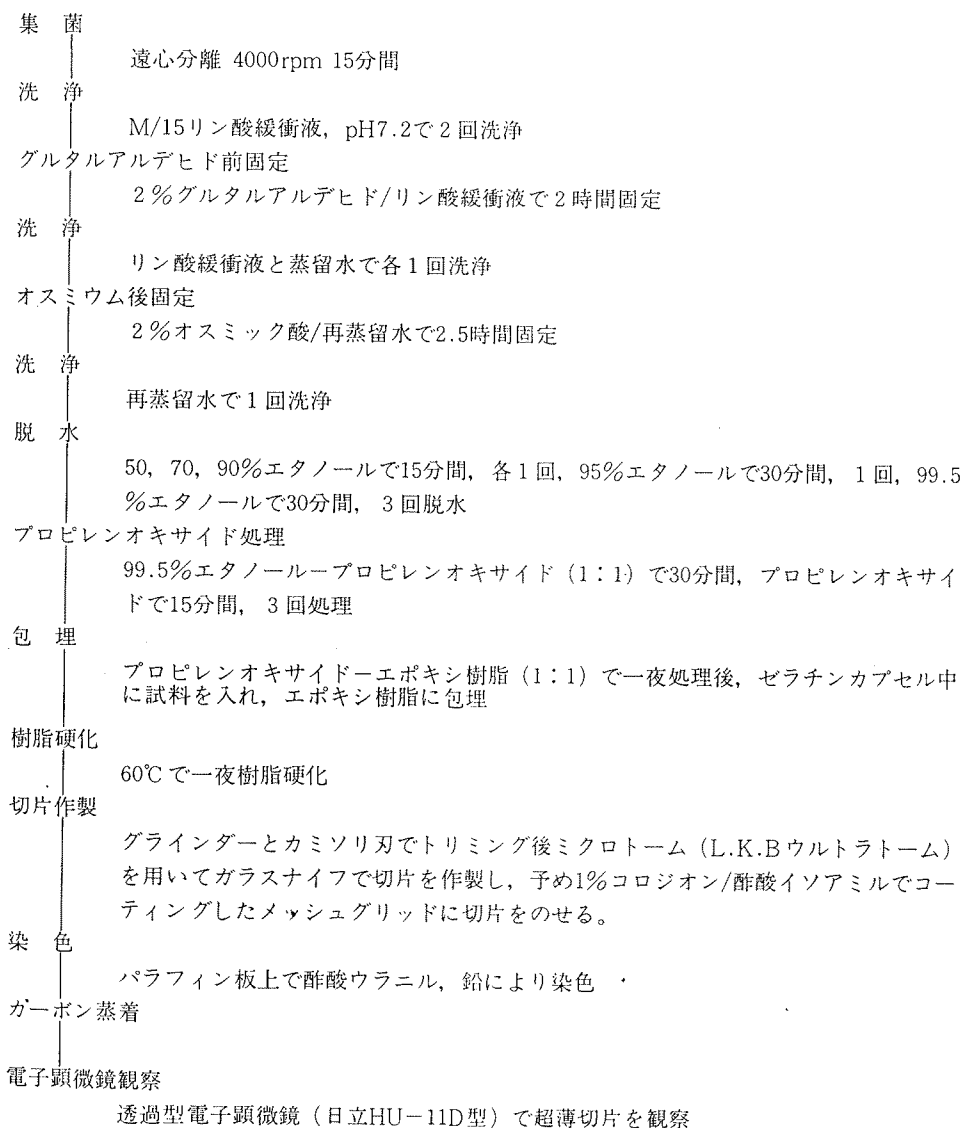 集　菌
遠心分離 4000rpm 15分間
洗　浄
M/15リン酸緩衝液，pH7.2で２回洗浄
グルタルアルデヒド前固定
２％グルタルアルデヒド/リン酸緩衝液で２時間固定
洗　浄
リン酸緩衝液と蒸留水で各１回洗浄
オスミウム後固定
２％オスミック酸/再蒸留水で2.5時間固定
洗　浄
再蒸留水で１回洗浄
脱　水
50，70，90％エタノールで15分間，各１回，95％エタノールで30分間，１回，99.5
％エタノールで30分間，３回脱水
プロピレンオキサイド処理
99.5％エタノーループロピレンオキサイド（1：1）で30分間，プロピレンオキサイ
ドで15分間，３回処理
包　埋
プロピレンオキサイド－エポキシ樹脂（1：1）で一夜処理後，ゼラチンカプセル中
に試料を入れ，エポキシ樹脂に包埋
樹脂硬化
60℃で一夜樹脂硬化
切片作製
グラインダーとカミソリ刃でトリミング後ミクロトーム（L.K.Bウルトラトーム）
を用いてガラスナイフで切片を作製し，予め1％コロジオン/酢酸イソアミルでコー
ティングしたメッシュグリッドに切片をのせる。
染　色
パラフィン板上で酢酸ウラニル，鉛により染色
カーボン蒸着
電子顕微鏡観察
透過型電子顕微鏡（日立HU－11D型）で超薄切片を観察